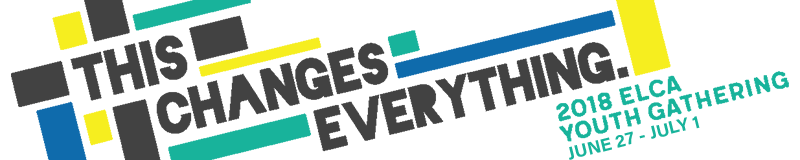 THIS
CHANGES
EVERYTHING.
2018 ELCA
YOUTH GATHERING
JUNE 27 - JULY 1